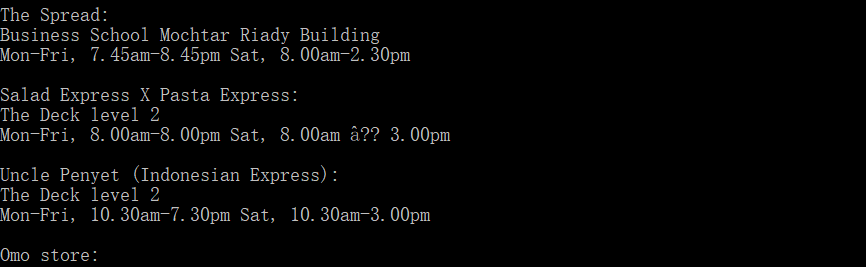 The Spread:
Business School Mochtar Riady Building
Mon-Fri, 7.45am-8.45pm Sat, 8.00am-2.30pm
Salad Express X Pasta Express:
The Deck level 2
Mon-Fri, 8.00am-8.00pm Sat, 8.00am â?? 3.00pm
Uncle Penyet (Indonesian Express):
The Deck level 2
Mon-Fri, 10.30am-7.30pm Sat, 10.30am-3.00pm
Omo store: